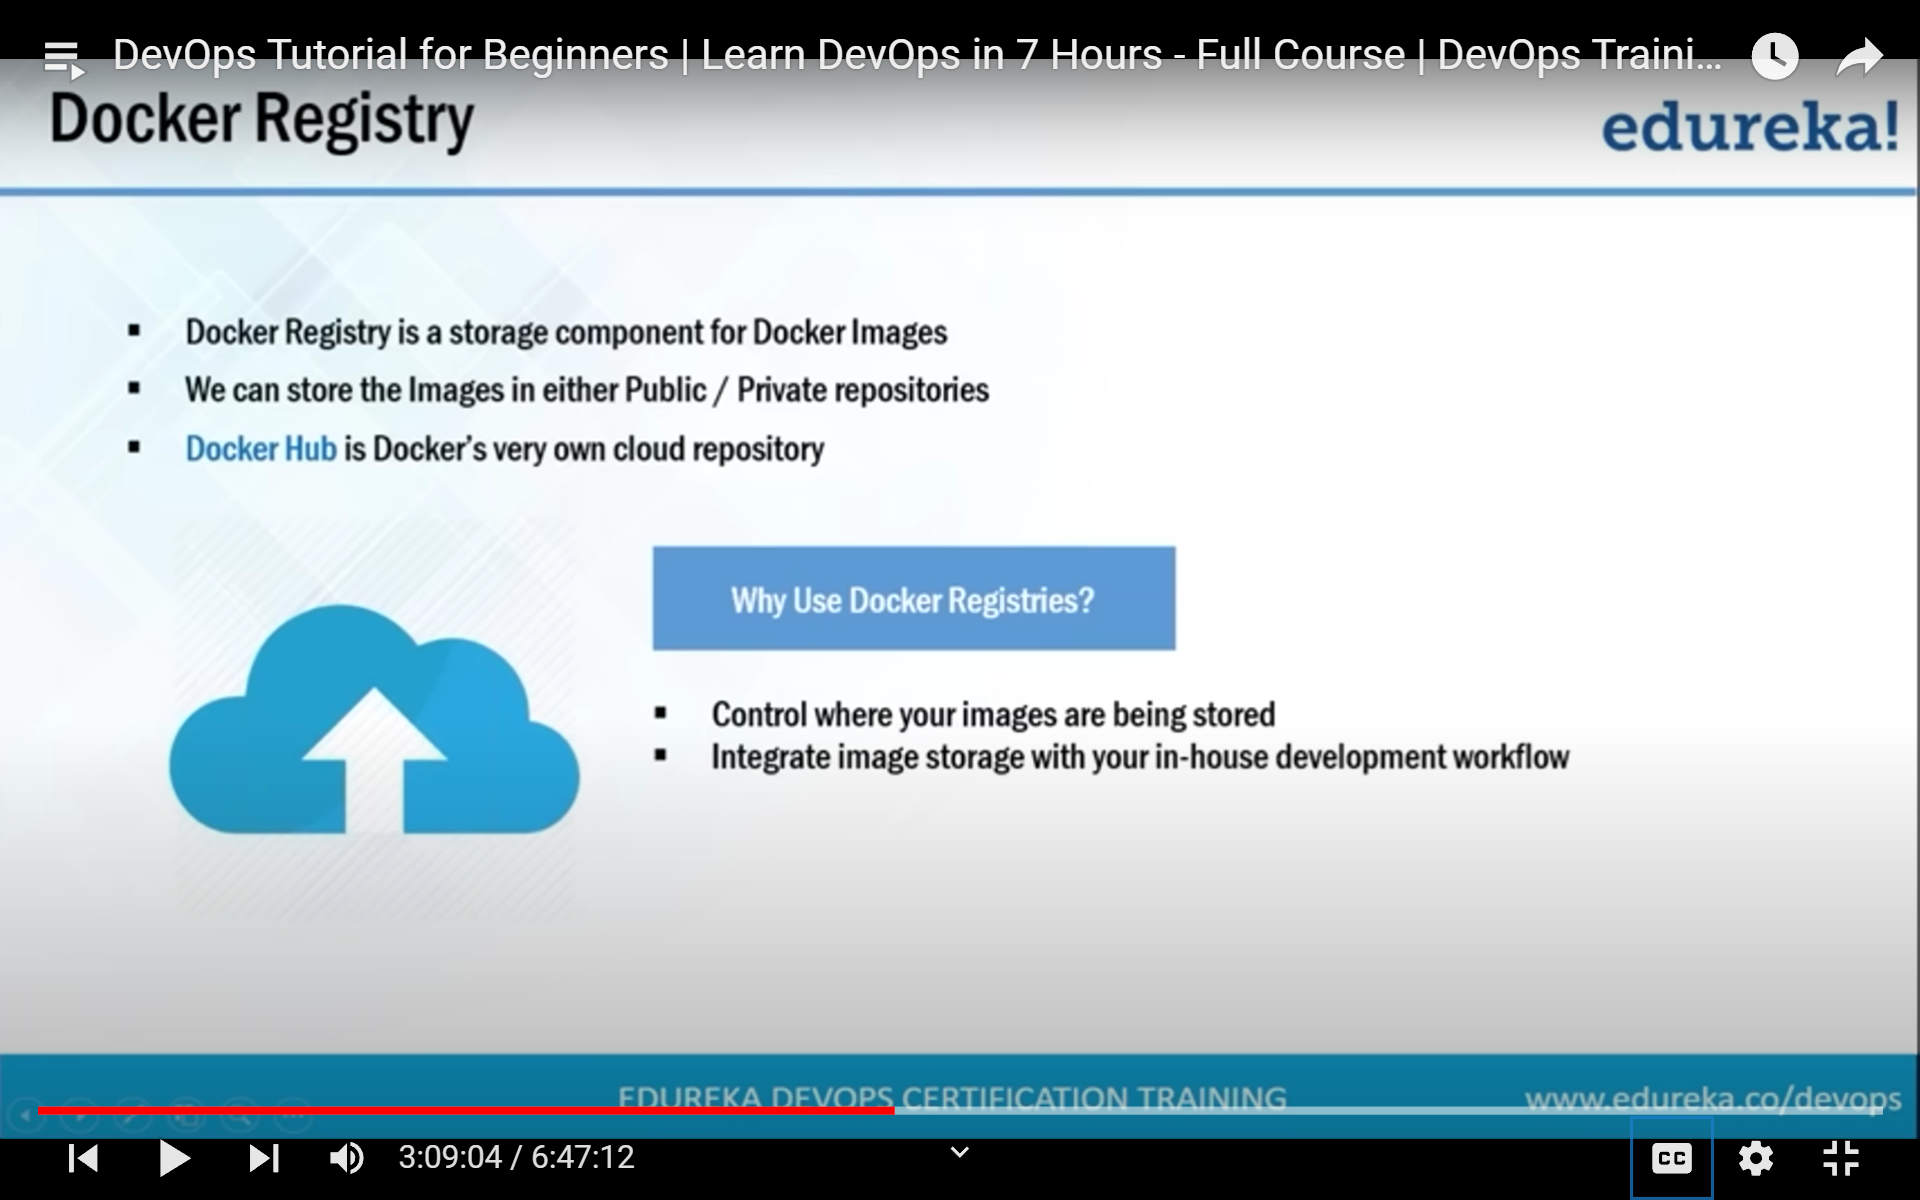 DevOps Tutorial for Beginners | Learn DevOps in 7 Hours - Full Course | DevOps Traini...
Docker Registry
edureka!
▪ Docker Registry is a storage component for Docker Images
▪ We can store the Images in either Public / Private repositories
▪ Docker Hub is Docker's very own cloud repository
Why Use Docker Registries?
▪ Control where your images are being stored
▪ Integrate image storage with your in-house development workflow
EDUREKA DEVOPS CERTIFICATION TRAINING
www.edureka.co/devops
3:09:04 / 6:47:12
CC